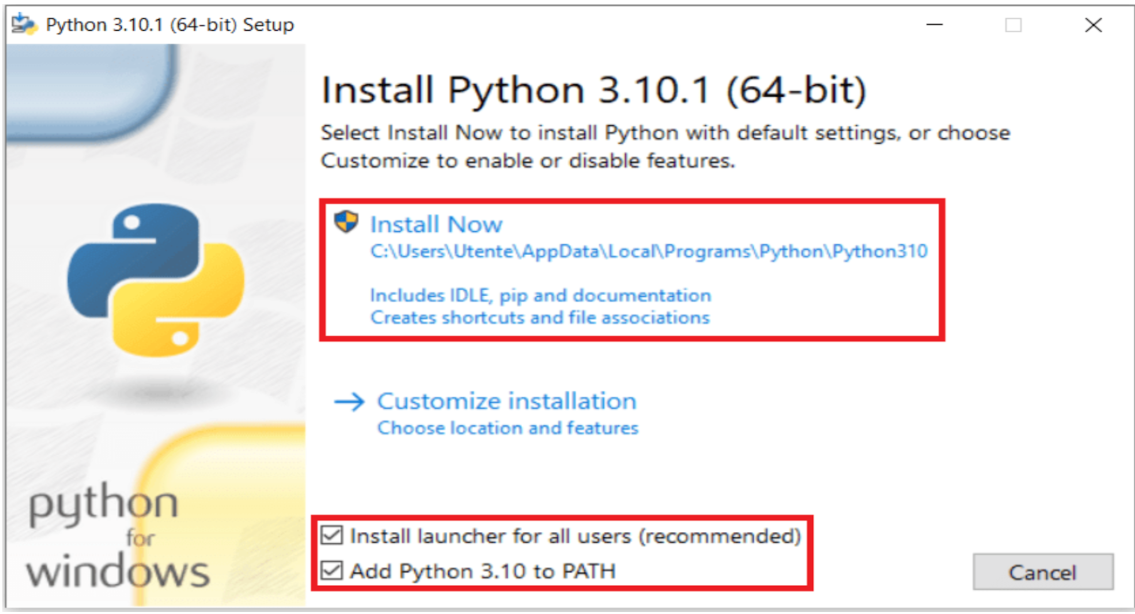 Python 3.10.1 (64-bit) Setup
Install Python 3.10.1 (64-bit)
Select Install Now to install Python with default settings, or choose
Customize to enable or disable features.
Install Now
C:\Users\Utente\AppData\Local\Programs\Python\Python310
Includes IDLE, pip and documentation
Creates shortcuts and file associations
Customize installation
Choose location and features
python
for
windows
Install launcher for all users (recommended)
Add Python 3.10 to PATH
Cancel